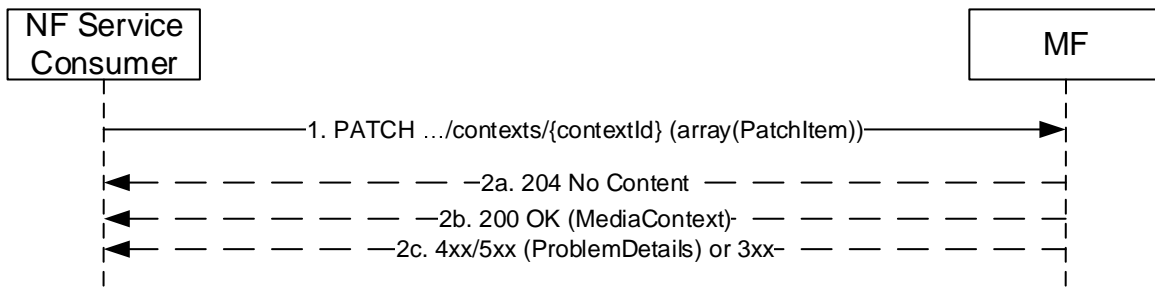 NF Service
Consumer
MF
1. PATCH …/contexts/{contextId} (array(PatchItem))
2a. 204 No Content
2b. 200 OK (MediaContext)
2c. 4xx/5xx (ProblemDetails) or 3xx